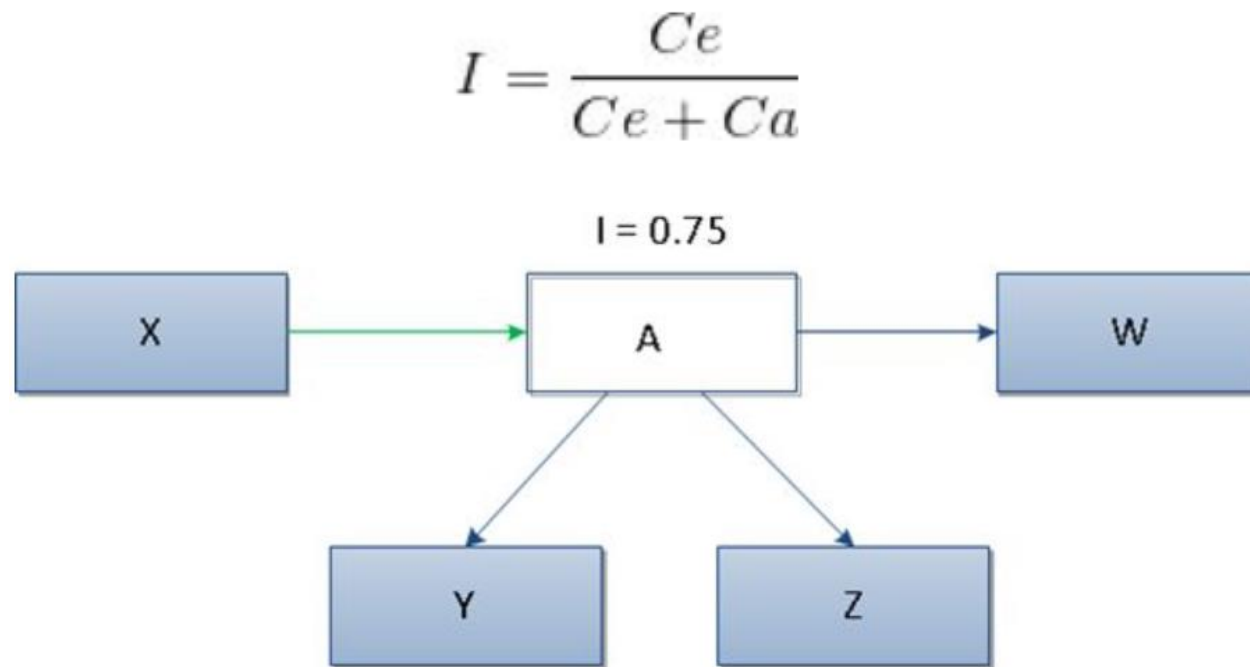 I = Ce / (Ce + Ca)
I = 0.75
X
A
W
Y
Z